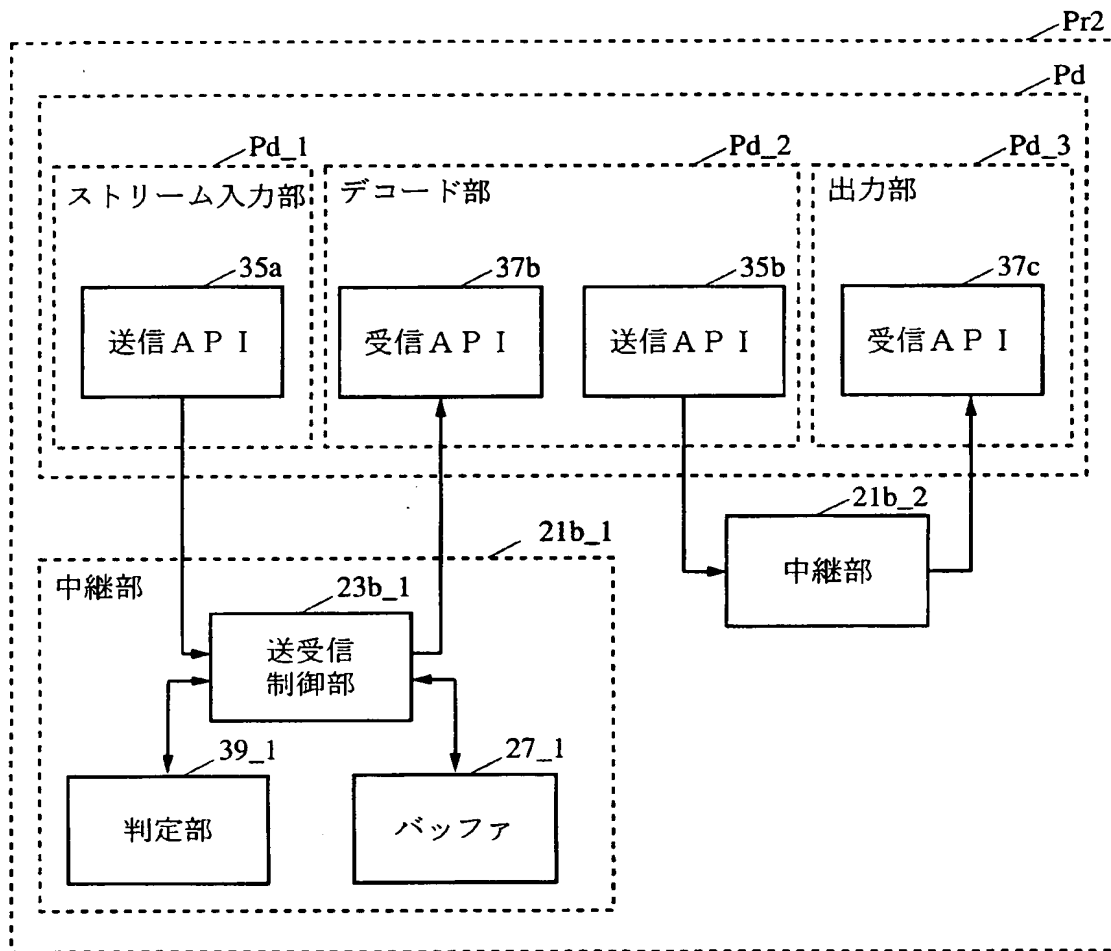 Pr2
Pd
Pd_1
Pd_2
Pd_3
ストリーム入力部
デコード部
出力部
35a
37b
35b
37c
送信API
受信API
送信API
受信API
21b_1
21b_2
中継部
中継部
23b_1
送受信
制御部
39_1
27_1
判定部
バッファ